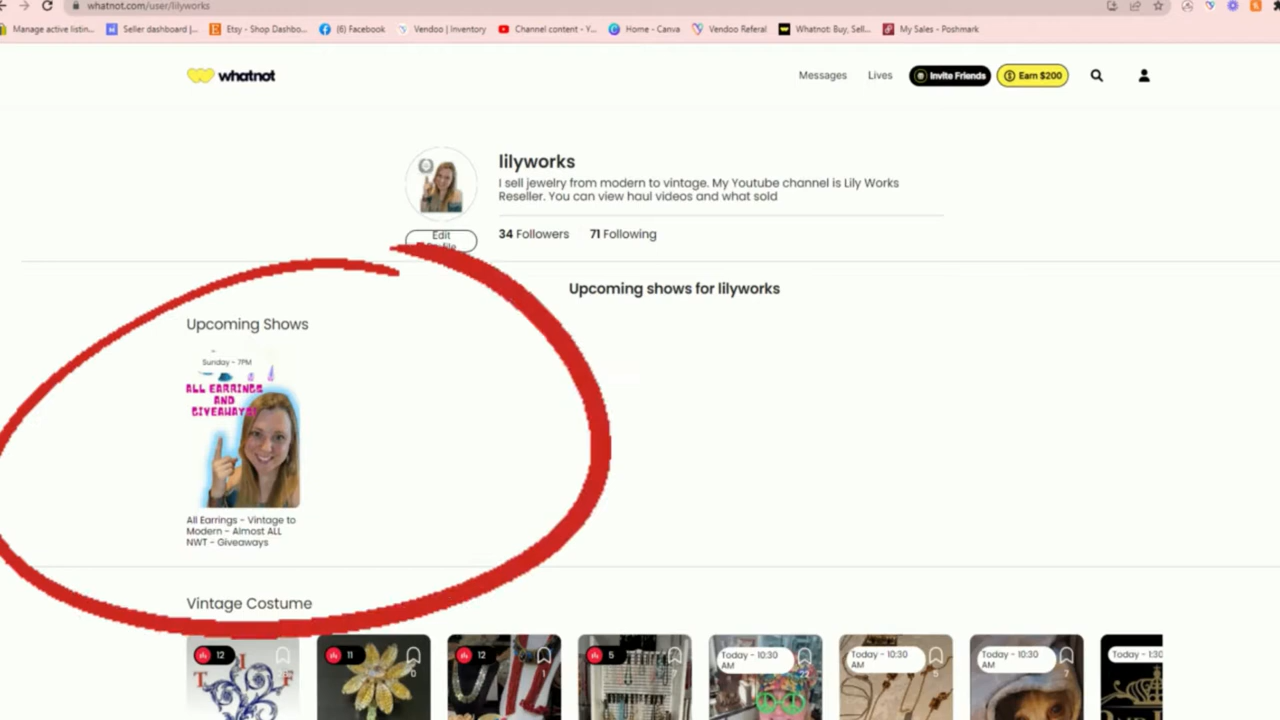 whatnot.com/user/lilyworks
Manage active listin... Seller dashboard |... Etsy - Shop Dashbo... (6) Facebook Vendoo | Inventory Channel content - Y... Home - Canva Vendoo Referal Whatnot: Buy, Sell... My Sales - Poshmark
whatnot Messages Lives Invite Friends Earn $200
lilyworks
I sell jewelry from modern to vintage. My Youtube channel is Lily Works
Reseller. You can view haul videos and what sold
34 Followers 71 Following
Edit
Upcoming shows for lilyworks
Upcoming Shows
Sunday - 7PM
ALL EARRINGS
AND
All Earrings - Vintage to
Modern - Almost ALL
NWT - Giveaways
Vintage Costume
12 11 12 5 Today - 10:30 Today - 10:30 Today - 10:30 Today - 1:30
AM AM AM